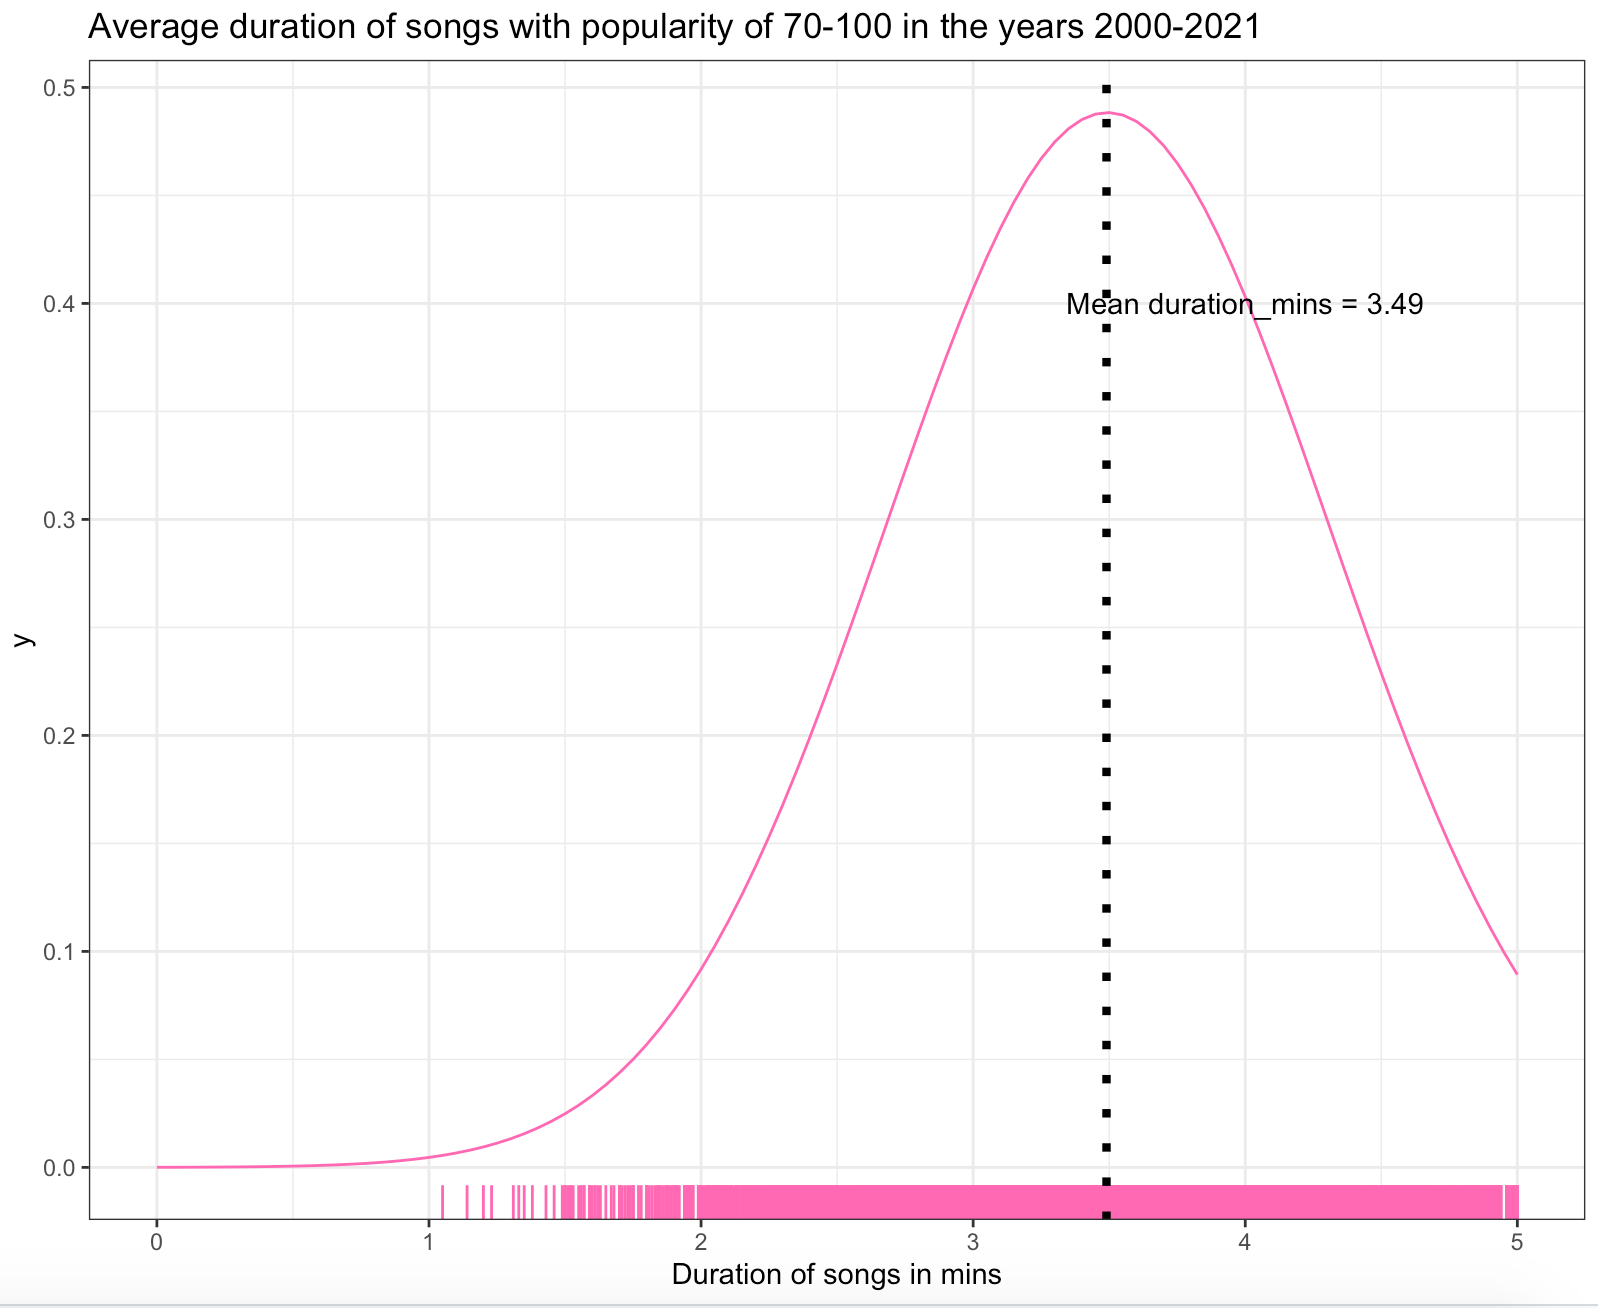 Average duration of songs with popularity of 70-100 in the years 2000-2021
0.5
0.4
0.3
0.2
0.1
0.0
y
Mean duration_mins = 3.49
0 1 2 3 4 5
Duration of songs in mins